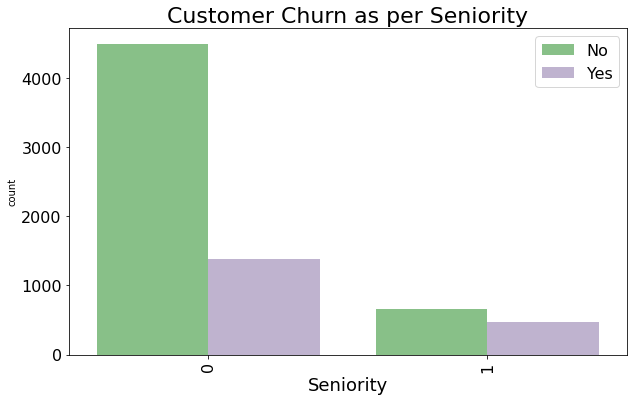 Customer Churn as per Seniority
No
Yes
count
4000
3000
2000
1000
0
0
1
Seniority